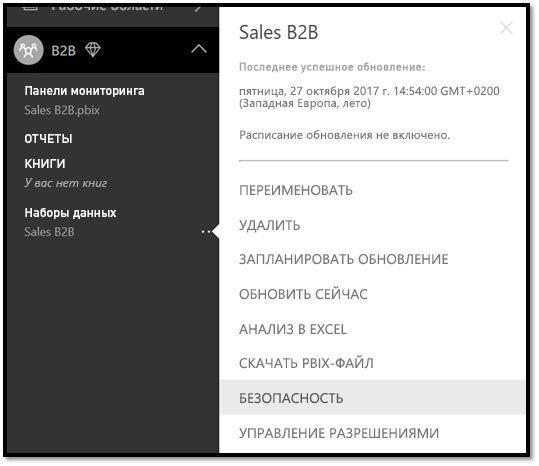 Рабочие области
B2B
Панели мониторинга
Sales B2B.pbix
ОТЧЕТЫ
КНИГИ
У вас нет книг
Наборы данных
Sales B2B
Sales B2B
Последнее успешное обновление:
пятница, 27 октября 2017 г. 14:54:00 GMT+0200
(Западная Европа, лето)
Расписание обновления не включено.
ПЕРЕИМЕНОВАТЬ
УДАЛИТЬ
ЗАПЛАНИРОВАТЬ ОБНОВЛЕНИЕ
ОБНОВИТЬ СЕЙЧАС
АНАЛИЗ В EXCEL
СКАЧАТЬ PBIX-ФАЙЛ
БЕЗОПАСНОСТЬ
УПРАВЛЕНИЕ РАЗРЕШЕНИЯМИ